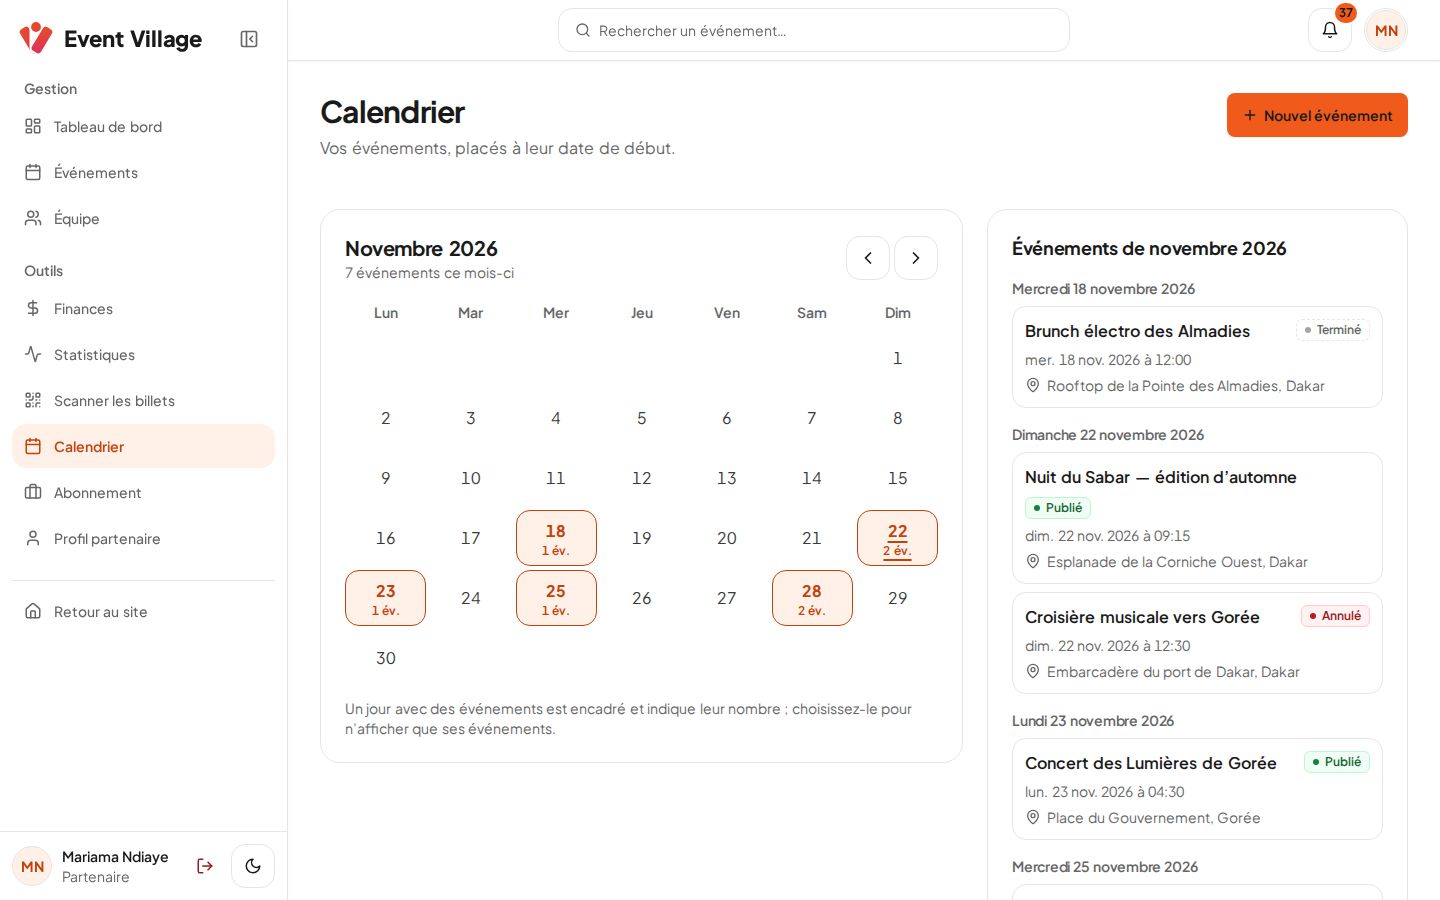 Event Village
Gestion
Tableau de bord
Événements
Équipe
Outils
Finances
Statistiques
Scanner les billets
Calendrier
Abonnement
Profil partenaire
Retour au site
MN
Mariama Ndiaye
Partenaire
Rechercher un événement…
37
MN
Calendrier
Vos événements, placés à leur date de début.
Nouvel événement
Novembre 2026
7 événements ce mois-ci
Lun Mar Mer Jeu Ven Sam Dim
1
2 3 4 5 6 7 8
9 10 11 12 13 14 15
16 17 18 19 20 21 22
1 év. 2 év.
23 24 25 26 27 28 29
1 év. 1 év. 2 év.
30
Un jour avec des événements est encadré et indique leur nombre ; choisissez-le pour
n’afficher que ses événements.
Événements de novembre 2026
Mercredi 18 novembre 2026
Brunch électro des Almadies
Terminé
mer. 18 nov. 2026 à 12:00
Rooftop de la Pointe des Almadies, Dakar
Dimanche 22 novembre 2026
Nuit du Sabar — édition d’automne
Publié
dim. 22 nov. 2026 à 09:15
Esplanade de la Corniche Ouest, Dakar
Croisière musicale vers Gorée
Annulé
dim. 22 nov. 2026 à 12:30
Embarcadère du port de Dakar, Dakar
Lundi 23 novembre 2026
Concert des Lumières de Gorée
Publié
lun. 23 nov. 2026 à 04:30
Place du Gouvernement, Gorée
Mercredi 25 novembre 2026